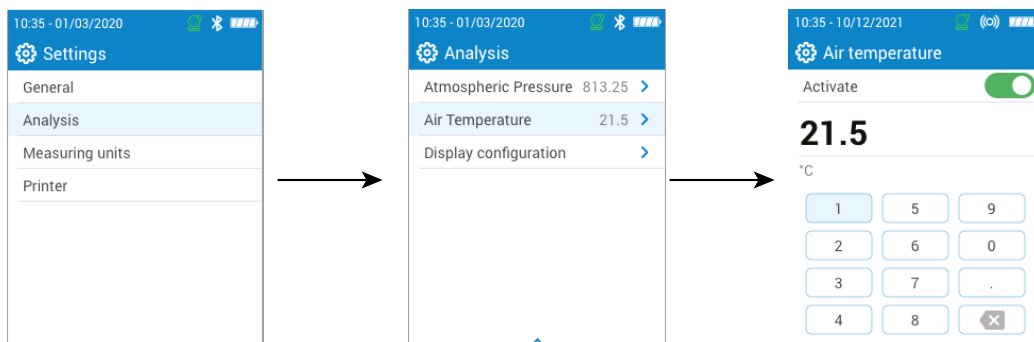 10:35 - 01/03/2020
Settings
General
Analysis
Measuring units
Printer
10:35 - 01/03/2020
Analysis
Atmospheric Pressure 813.25
Air Temperature 21.5
Display configuration
10:35 - 10/12/2021
Air temperature
Activate
21.5
°C
1 5 9
2 6 0
3 7 .
4 8